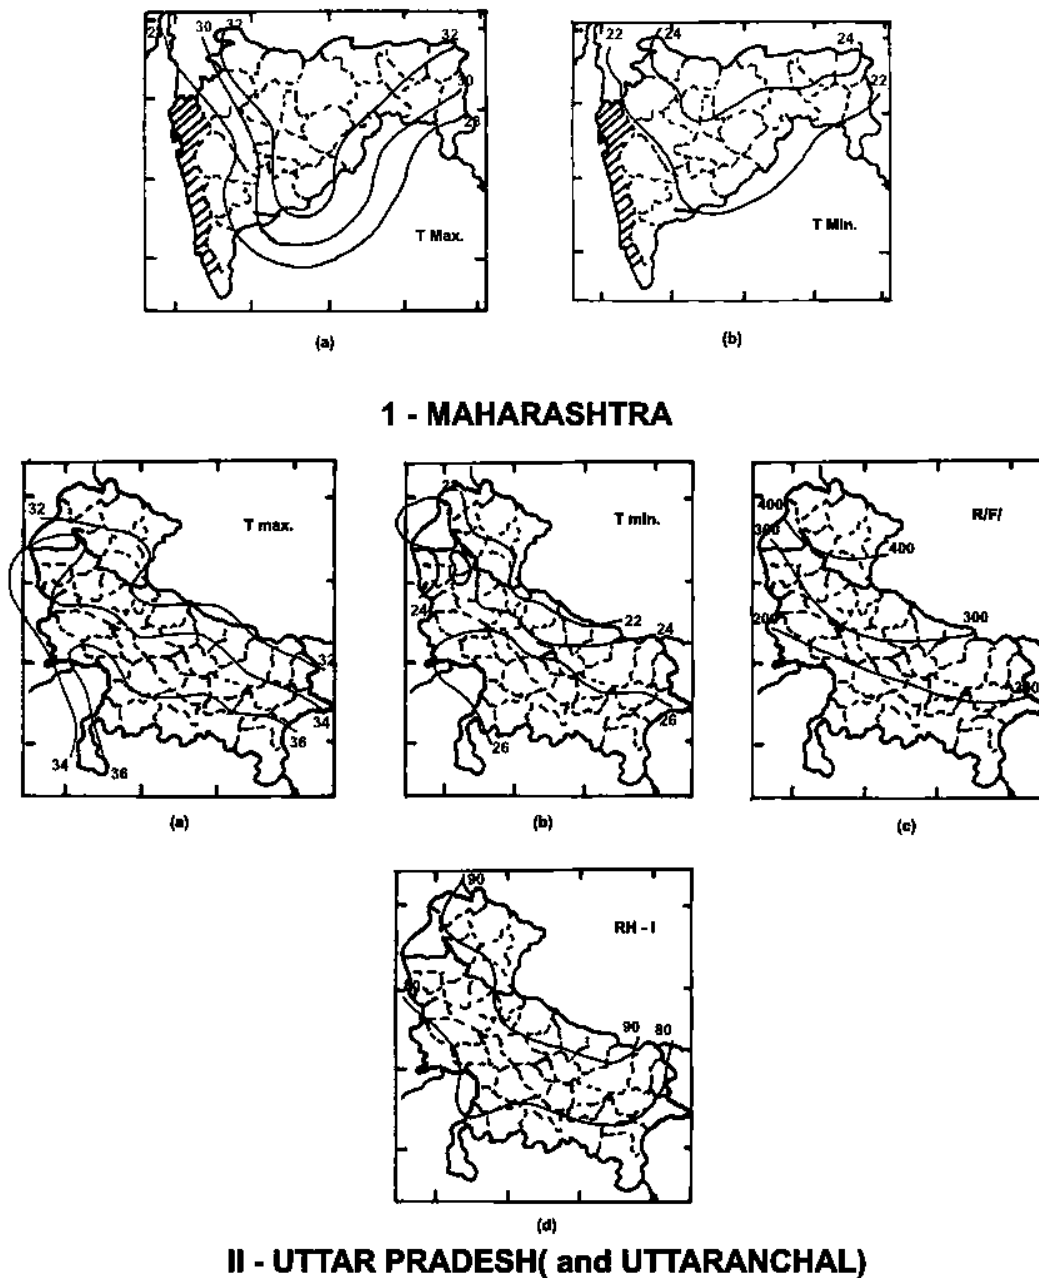 28 30 32 32
30
28
T Max.
(a)
22 24 24
22
T Min.
(b)
1 - MAHARASHTRA
32
T max.
32
34
36
34 36
(a)
T min.
24
22 24
26
26
(b)
400
300
R/F/
400
200
300
(c)
90
RH - I
90 80
(d)
II - UTTAR PRADESH( and UTTARANCHAL)